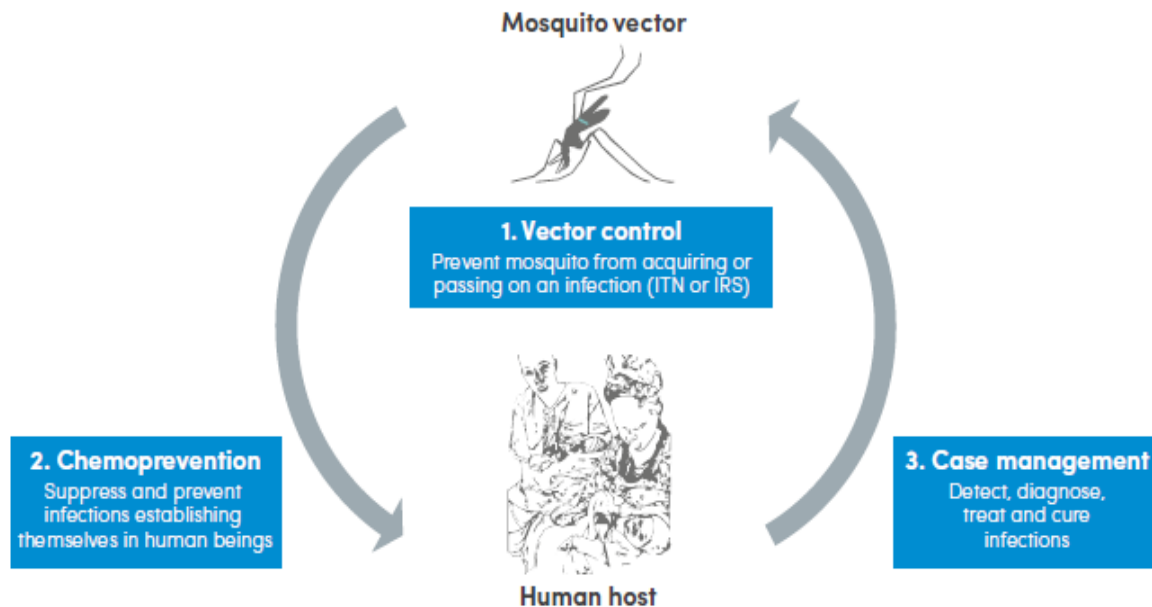 Mosquito vector
1. Vector control
Prevent mosquito from acquiring or
passing on an infection (ITN or IRS)
2. Chemoprevention
Suppress and prevent
infections establishing
themselves in human beings
3. Case management
Detect, diagnose,
treat and cure
infections
Human host